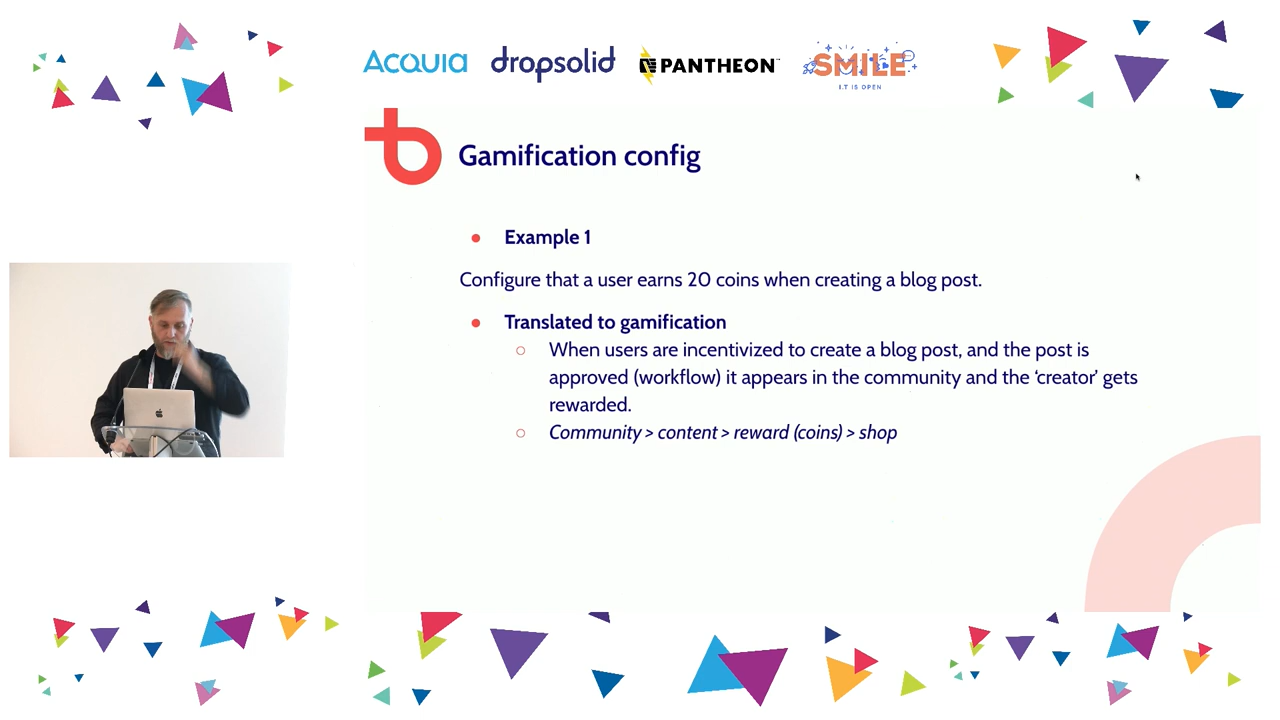 ACQUIA
dropsolid
PANTHEON
SMILE
I.T IS OPEN
Gamification config
Example 1
Configure that a user earns 20 coins when creating a blog post.
Translated to gamification
When users are incentivized to create a blog post, and the post is
approved (workflow) it appears in the community and the ‘creator’ gets
rewarded.
Community > content > reward (coins) > shop